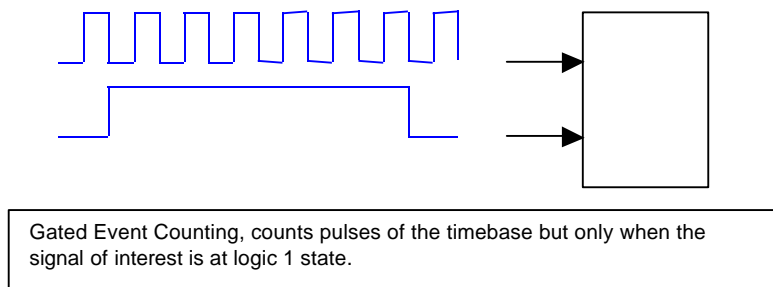 Gated Event Counting, counts pulses of the timebase but only when the
signal of interest is at logic 1 state.